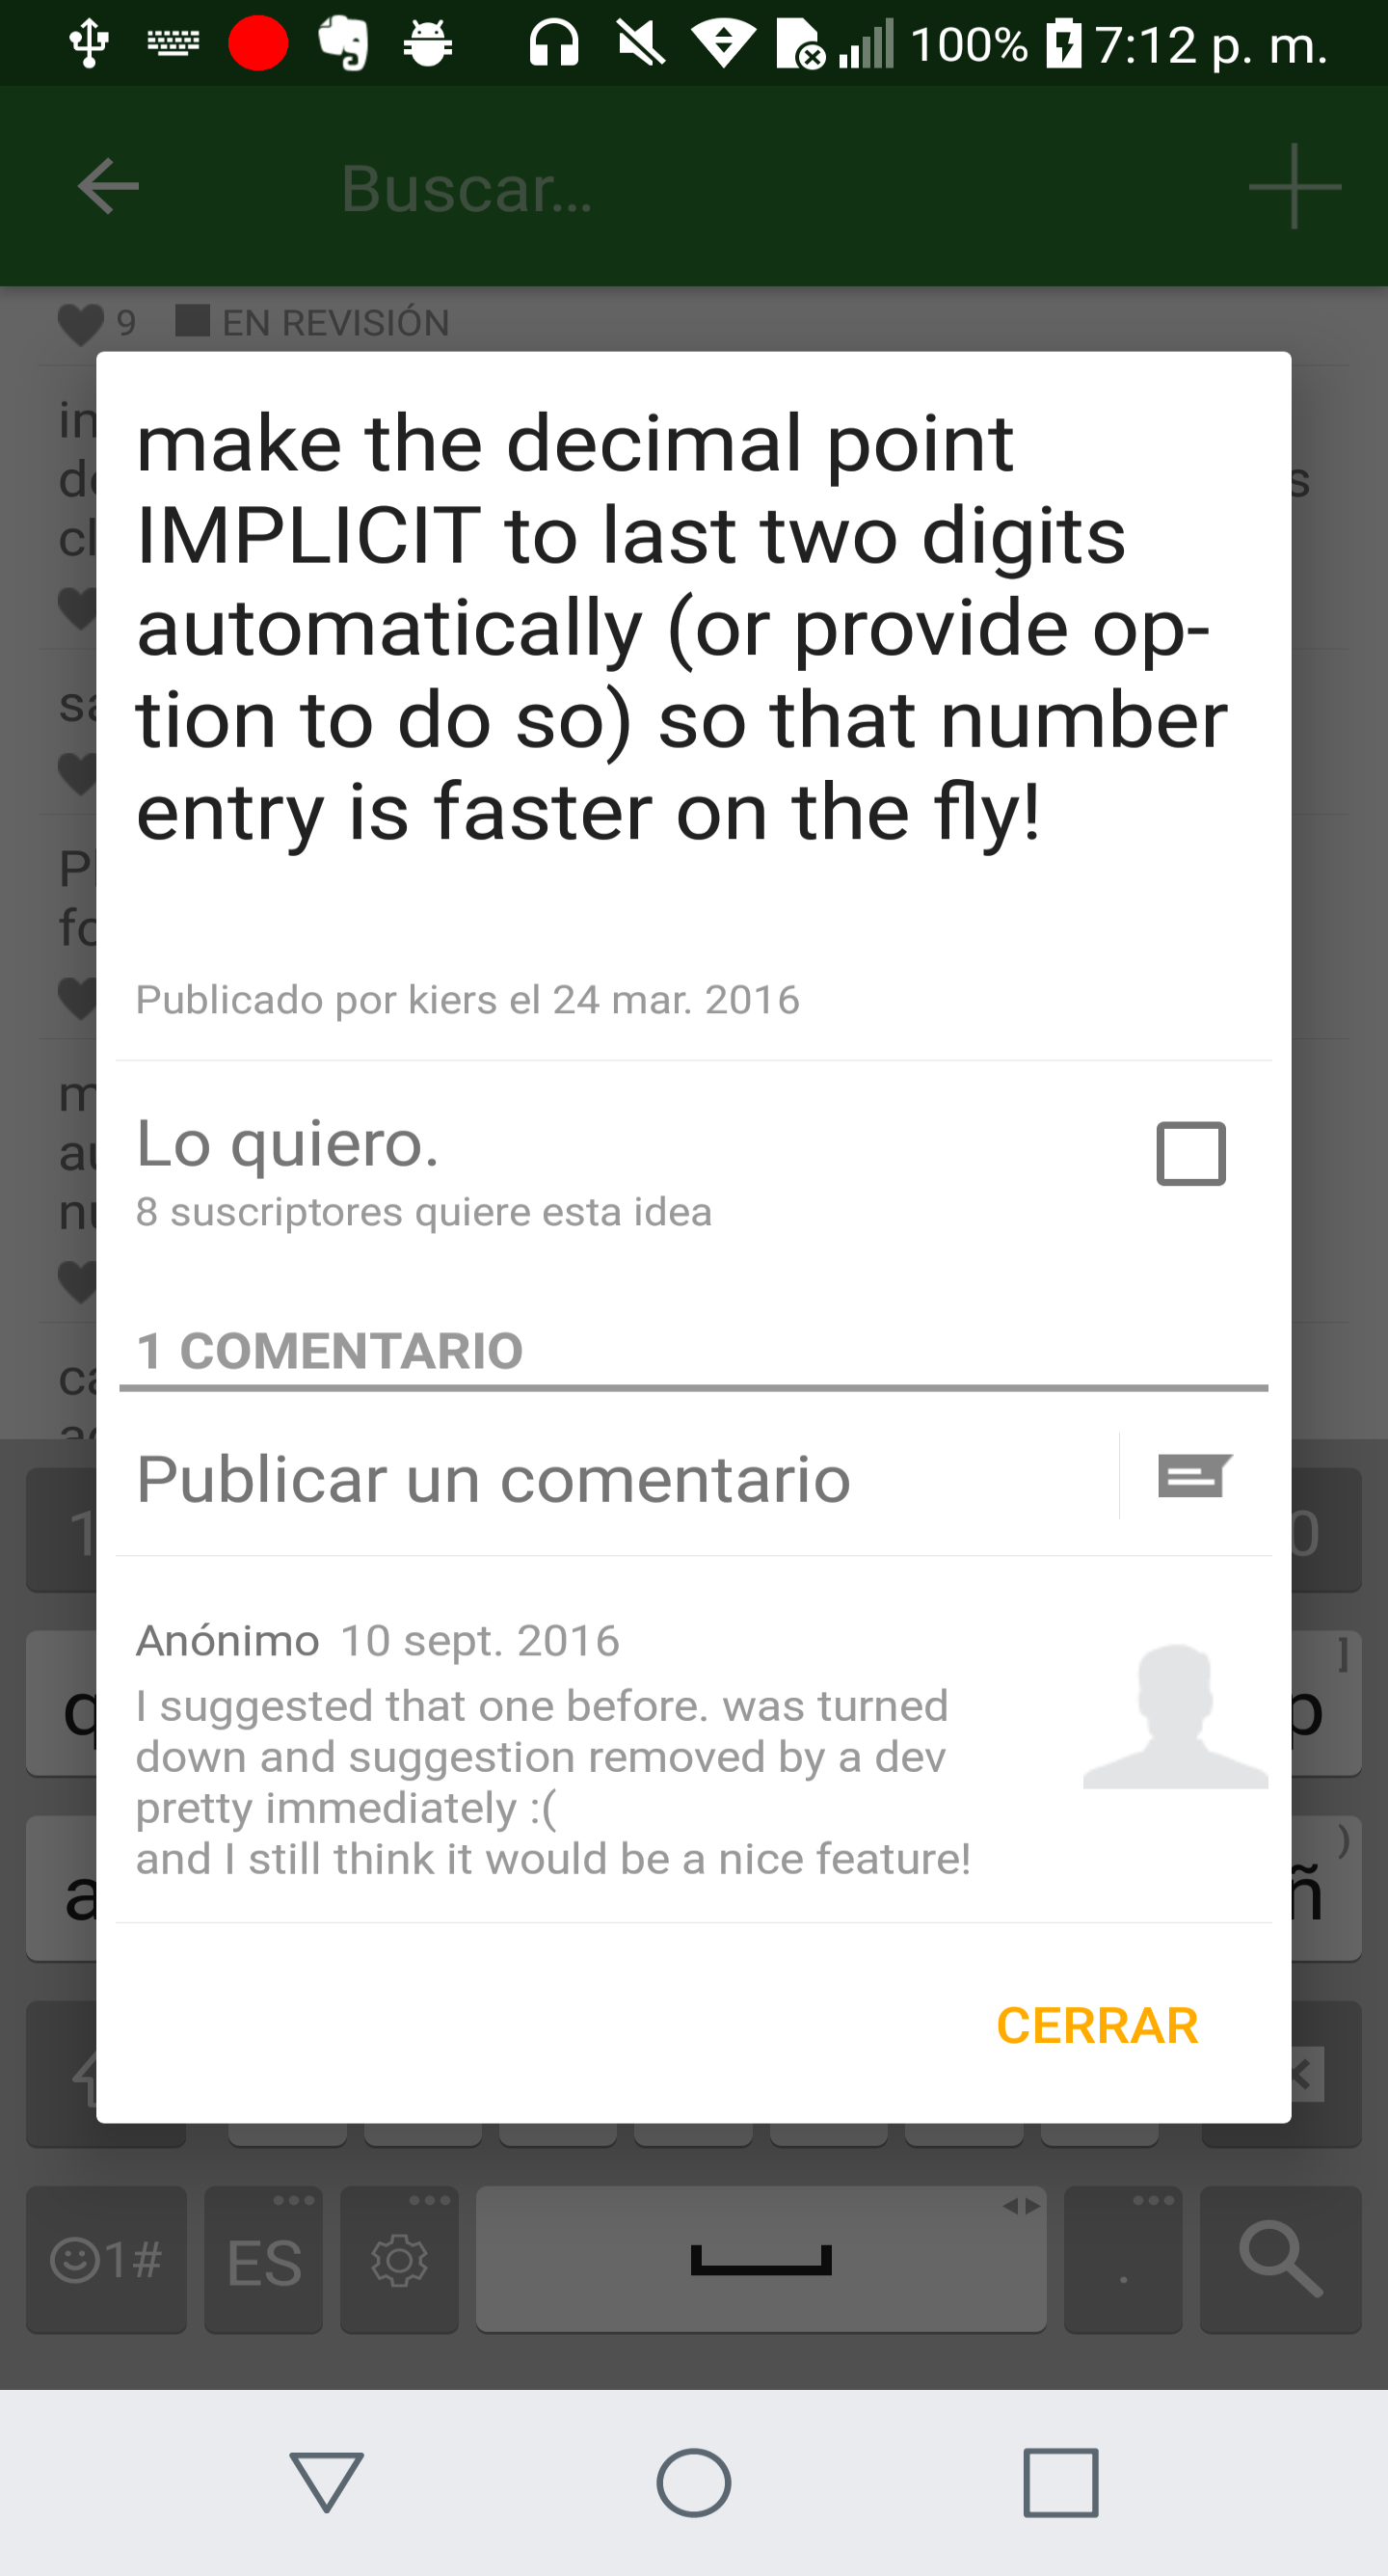 100% 7:12 p. m.
Buscar...
9 EN REVISIÓN
make the decimal point
IMPLICIT to last two digits
automatically (or provide op-
tion to do so) so that number
entry is faster on the fly!
Publicado por kiers el 24 mar. 2016
Lo quiero.
8 suscriptores quiere esta idea
1 COMENTARIO
Publicar un comentario
Anónimo 10 sept. 2016
I suggested that one before. was turned
down and suggestion removed by a dev
pretty immediately :(
and I still think it would be a nice feature!
CERRAR
1#
ES
.